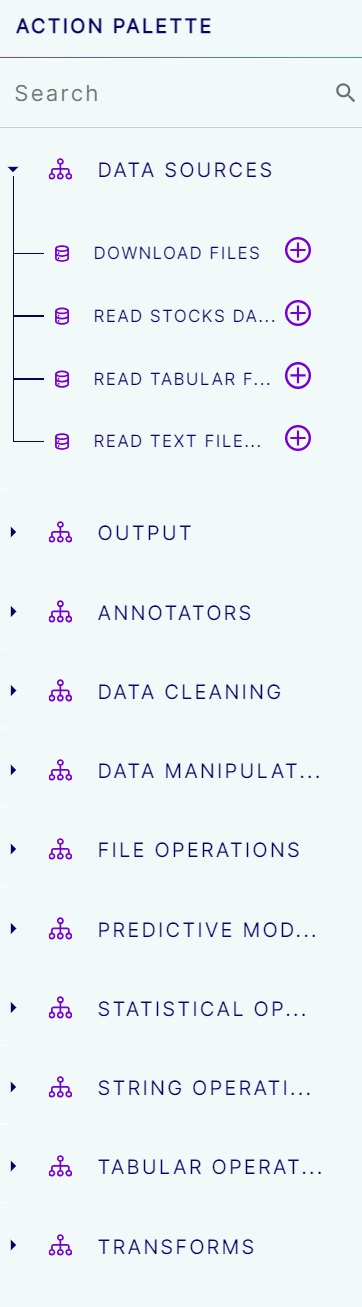 ACTION PALETTE
Search
DATA SOURCES
DOWNLOAD FILES
READ STOCKS DA...
READ TABULAR F...
READ TEXT FILE...
OUTPUT
ANNOTATORS
DATA CLEANING
DATA MANIPULAT...
FILE OPERATIONS
PREDICTIVE MOD...
STATISTICAL OP...
STRING OPERATI...
TABULAR OPERAT...
TRANSFORMS